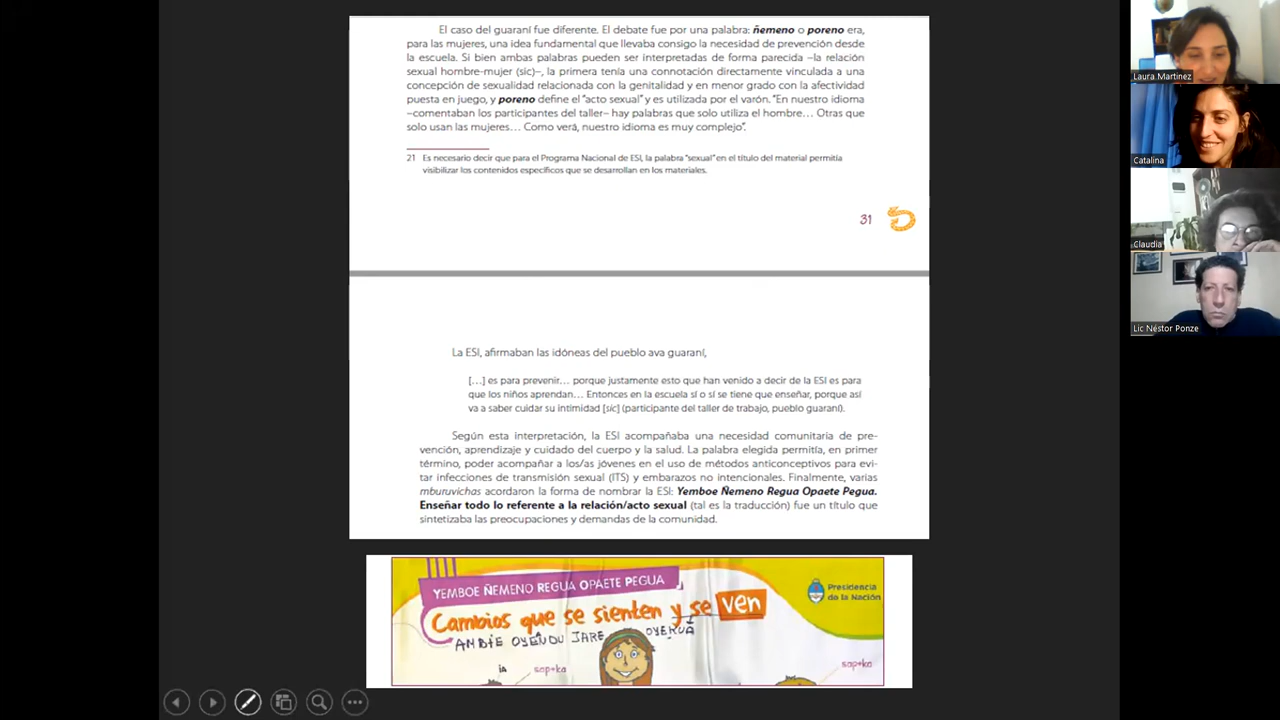 El caso del guaraní fue diferente. El debate fue por una palabra: ñemeno o poreno era,
para las mujeres, una idea fundamental que llevaba consigo la necesidad de prevención desde
la escuela. Si bien ambas palabras pueden ser interpretadas de forma parecida –la relación
sexual hombre-mujer (sic)–, la primera tenía una connotación directamente vinculada a una
concepción de sexualidad relacionada con la genitalidad y en menor grado con la afectividad
puesta en juego, y poreno define el "acto sexual" y es utilizada por el varón. "En nuestro idioma
–comentaban los participantes del taller– hay palabras que solo utiliza el hombre… Otras que
solo usan las mujeres… Como verá, nuestro idioma es muy complejo".
21 Es necesario decir que para el Programa Nacional de ESI, la palabra "sexual" en el título del material permitía
visibilizar los contenidos específicos que se desarrollan en los materiales.
31
La ESI, afirmaban las idóneas del pueblo ava guaraní,
[…] es para prevenir… porque justamente esto que han venido a decir de la ESI es para
que los niños aprendan… Entonces en la escuela sí o sí se tiene que enseñar, porque así
va a saber cuidar su intimidad [sic] (participante del taller de trabajo, pueblo guaraní).
Según esta interpretación, la ESI acompañaba una necesidad comunitaria de pre-
vención, aprendizaje y cuidado del cuerpo y la salud. La palabra elegida permitía, en primer
término, poder acompañar a los/as jóvenes en el uso de métodos anticonceptivos para evi-
tar infecciones de transmisión sexual (ITS) y embarazos no intencionales. Finalmente, varias
mburuvichas acordaron la forma de nombrar la ESI: Yemboe Ñemeno Regua Opaete Pegua.
Enseñar todo lo referente a la relación/acto sexual (tal es la traducción) fue un título que
sintetizaba las preocupaciones y demandas de la comunidad.
YEMBOE ÑEMENO REGUA OPAETE PEGUA
Cambios que se sienten y se ven
AMBƗE OYENDU JARE OYEKUÁ
Presidencia
de la Nación
ɨA
sapɨka
sapɨka
Laura Martinez
Catalina
Claudia
Lic Néstor Ponze